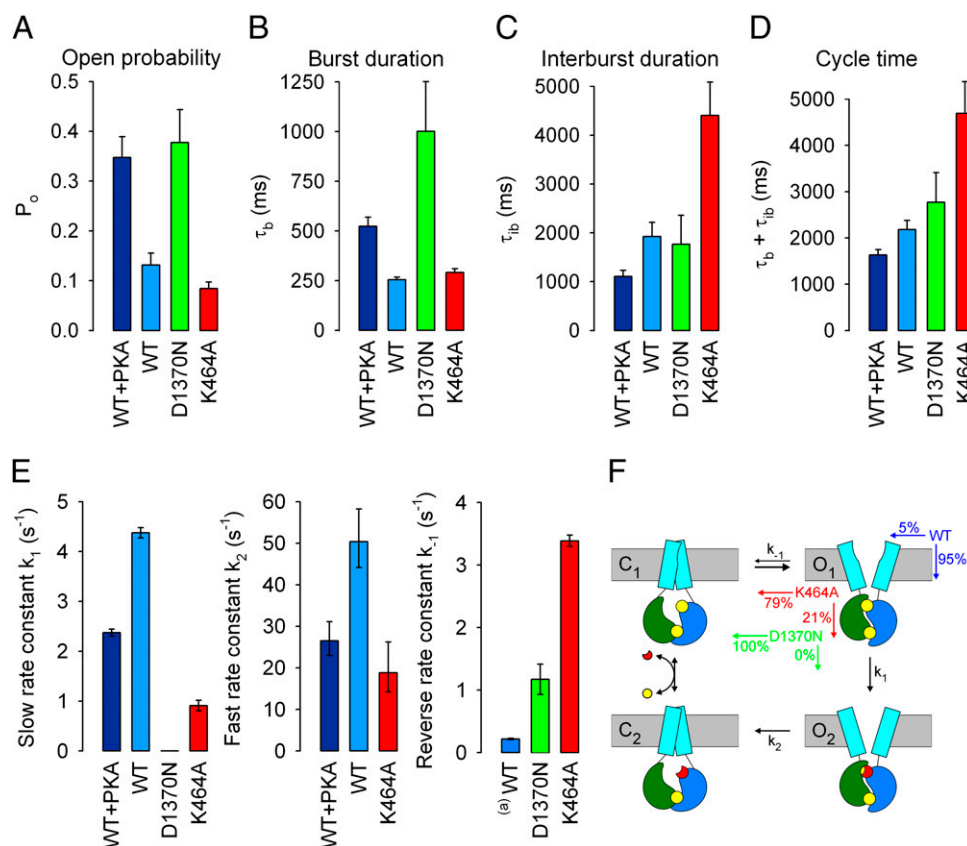 A
Open probability
P_o
0.5
0.4
0.3
0.2
0.1
0.0
WT+PKA
WT
D1370N
K464A
B
Burst duration
τ_b (ms)
1250
1000
750
500
250
0
WT+PKA
WT
D1370N
K464A
C
Interburst duration
τ_ib (ms)
5000
4000
3000
2000
1000
0
WT+PKA
WT
D1370N
K464A
D
Cycle time
τ_b + τ_ib (ms)
5000
4000
3000
2000
1000
0
WT+PKA
WT
D1370N
K464A
E
Slow rate constant k_1 (s^-1)
5
4
3
2
1
0
WT+PKA
WT
D1370N
K464A
Fast rate constant k_2 (s^-1)
60
50
40
30
20
10
0
WT+PKA
WT
K464A
Reverse rate constant k_-1 (s^-1)
4
3
2
1
0
(a) WT
D1370N
K464A
F
C_1
k_-1
O_1
5%
WT
95%
K464A
79%
21%
D1370N
100%
0%
k_1
C_2
k_2
O_2